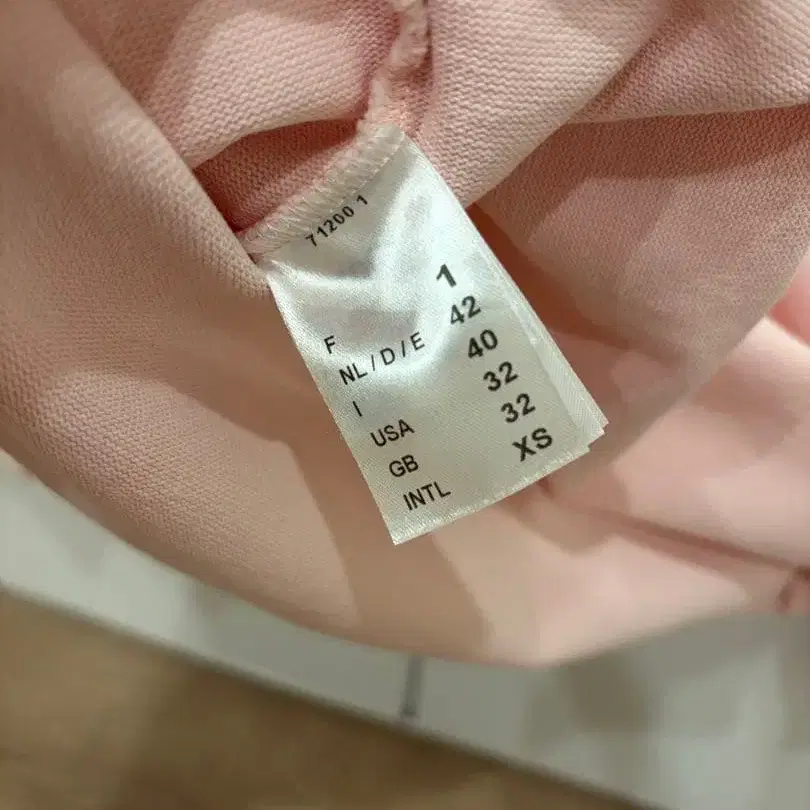 71200 1
F 1
NL / D / E 42
I 40
USA 32
GB 32
INTL XS